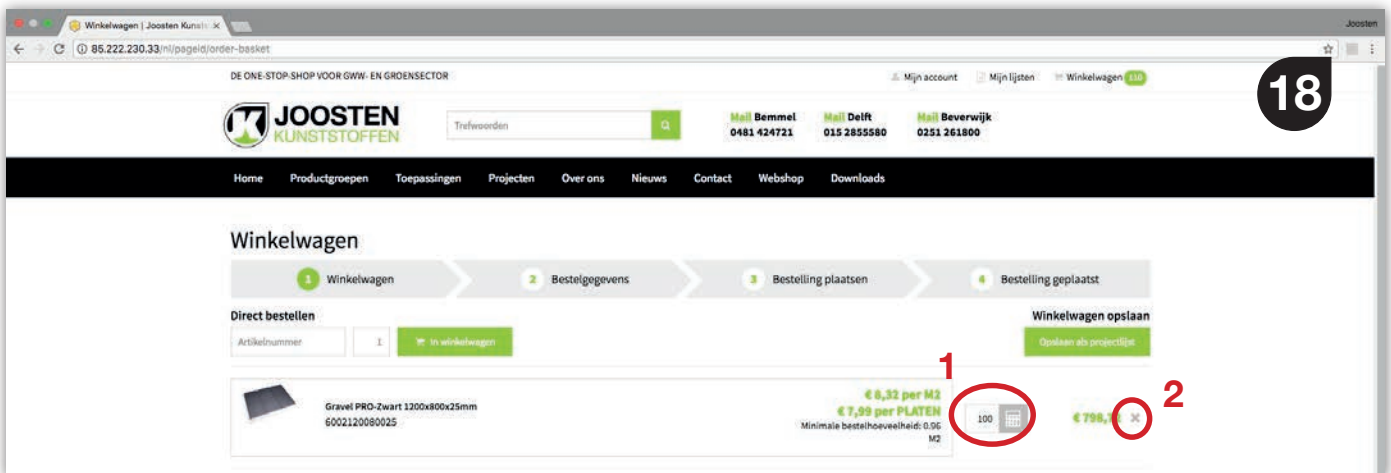 Winkelwagen | Joosten Kunsts
Joosten
85.222.230.33/nl/pageid/order-basket
18
DE ONE-STOP-SHOP VOOR GWW- EN GROENSECTOR
Mijn account
Mijn lijsten
Winkelwagen
JOOSTEN
KUNSTSTOFFEN
Trefwoorden
Mail Bemmel
0481 424721
Mail Delft
015 2855580
Mail Beverwijk
0251 261800
Home Productgroepen Toepassingen Projecten Over ons Nieuws Contact Webshop Downloads
Winkelwagen
1 Winkelwagen
2 Bestelgegevens
3 Bestelling plaatsen
4 Bestelling geplaatst
Direct bestellen
Winkelwagen opslaan
Artikelnummer
1
In winkelwagen
Opslaan als projectlijst
1
2
Gravel PRO-Zwart 1200x800x25mm
6002120080025
€ 8,32 per M2
€ 7,99 per PLATEN
Minimale bestelhoeveelheid: 0.96
M2
100